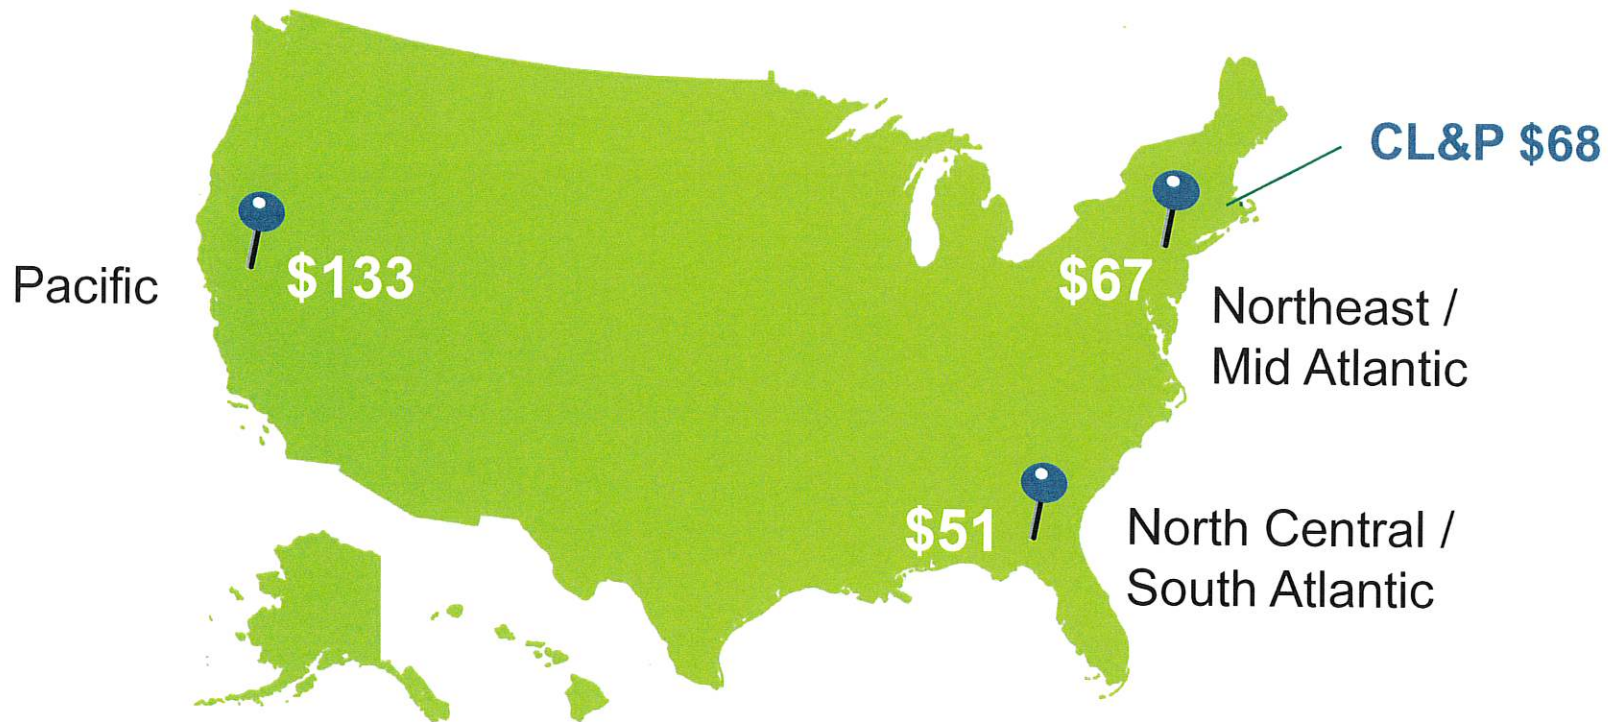 CL&P $68
Pacific
$133
$67
Northeast /
Mid Atlantic
$51
North Central /
South Atlantic